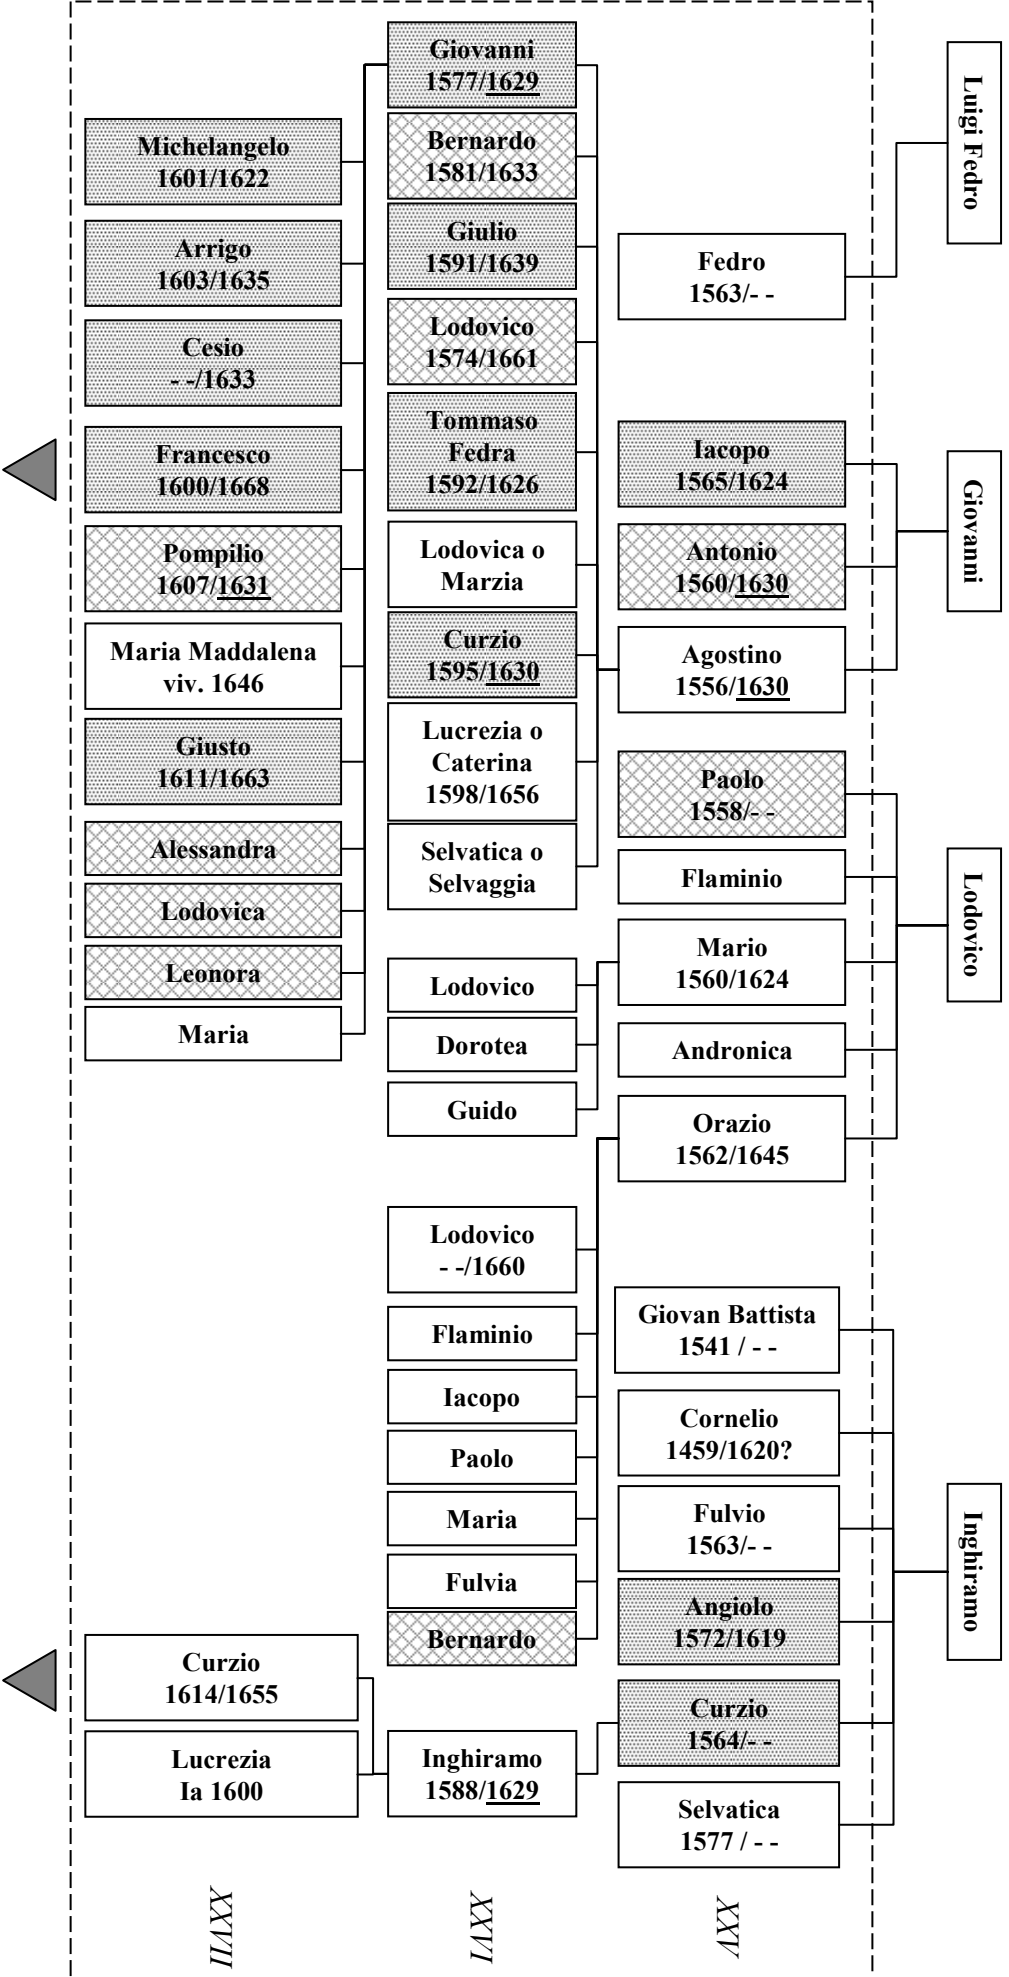 Luigi Fedro
Giovanni
Lodovico
Inghiramo
Fedro
1563/- -
Iacopo
1565/1624
Antonio
1560/1630
Agostino
1556/1630
Paolo
1558/- -
Flaminio
Mario
1560/1624
Andronica
Orazio
1562/1645
Giovan Battista
1541 / - -
Cornelio
1459/1620?
Fulvio
1563/- -
Angiolo
1572/1619
Curzio
1564/- -
Selvatica
1577 / - -
XXV
Giovanni
1577/1629
Bernardo
1581/1633
Giulio
1591/1639
Lodovico
1574/1661
Tommaso
Fedra
1592/1626
Lodovica o
Marzia
Curzio
1595/1630
Lucrezia o
Caterina
1598/1656
Selvatica o
Selvaggia
Lodovico
Dorotea
Guido
Lodovico
- -/1660
Flaminio
Iacopo
Paolo
Maria
Fulvia
Bernardo
Inghiramo
1588/1629
XXVI
Michelangelo
1601/1622
Arrigo
1603/1635
Cesio
- -/1633
Francesco
1600/1668
Pompilio
1607/1631
Maria Maddalena
viv. 1646
Giusto
1611/1663
Alessandra
Lodovica
Leonora
Maria
Curzio
1614/1655
Lucrezia
Ia 1600
XXVII